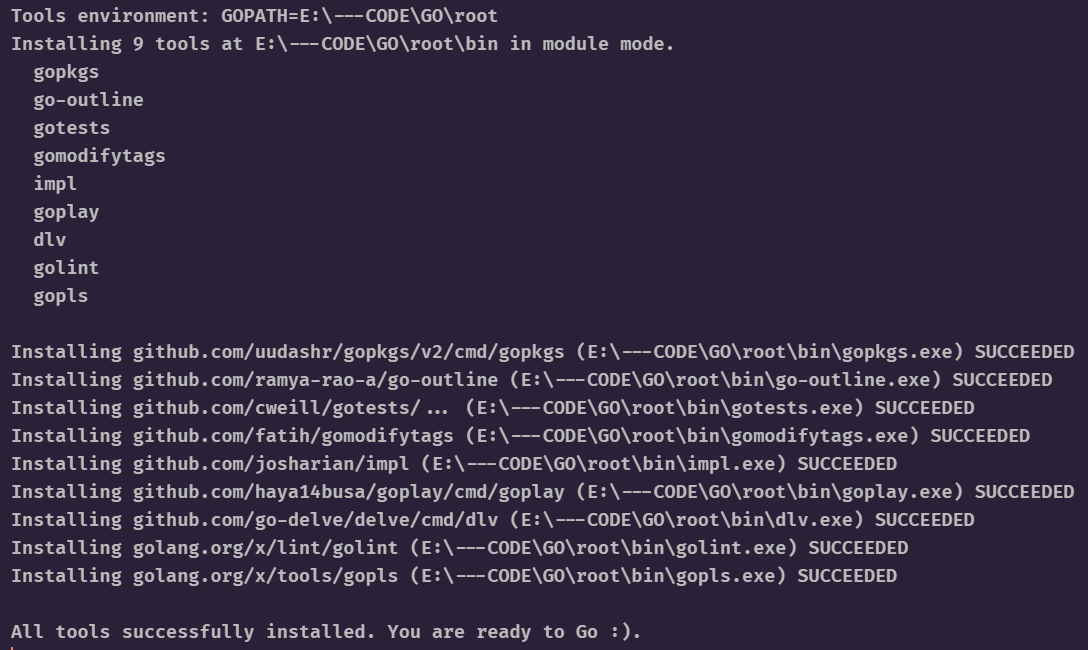 Tools environment: GOPATH=E:\---CODE\GO\root
Installing 9 tools at E:\---CODE\GO\root\bin in module mode.
  gopkgs
  go-outline
  gotests
  gomodifytags
  impl
  goplay
  dlv
  golint
  gopls

Installing github.com/uudashr/gopkgs/v2/cmd/gopkgs (E:\---CODE\GO\root\bin\gopkgs.exe) SUCCEEDED
Installing github.com/ramya-rao-a/go-outline (E:\---CODE\GO\root\bin\go-outline.exe) SUCCEEDED
Installing github.com/cweill/gotests/... (E:\---CODE\GO\root\bin\gotests.exe) SUCCEEDED
Installing github.com/fatih/gomodifytags (E:\---CODE\GO\root\bin\gomodifytags.exe) SUCCEEDED
Installing github.com/josharian/impl (E:\---CODE\GO\root\bin\impl.exe) SUCCEEDED
Installing github.com/haya14busa/goplay/cmd/goplay (E:\---CODE\GO\root\bin\goplay.exe) SUCCEEDED
Installing github.com/go-delve/delve/cmd/dlv (E:\---CODE\GO\root\bin\dlv.exe) SUCCEEDED
Installing golang.org/x/lint/golint (E:\---CODE\GO\root\bin\golint.exe) SUCCEEDED
Installing golang.org/x/tools/gopls (E:\---CODE\GO\root\bin\gopls.exe) SUCCEEDED

All tools successfully installed. You are ready to Go :).